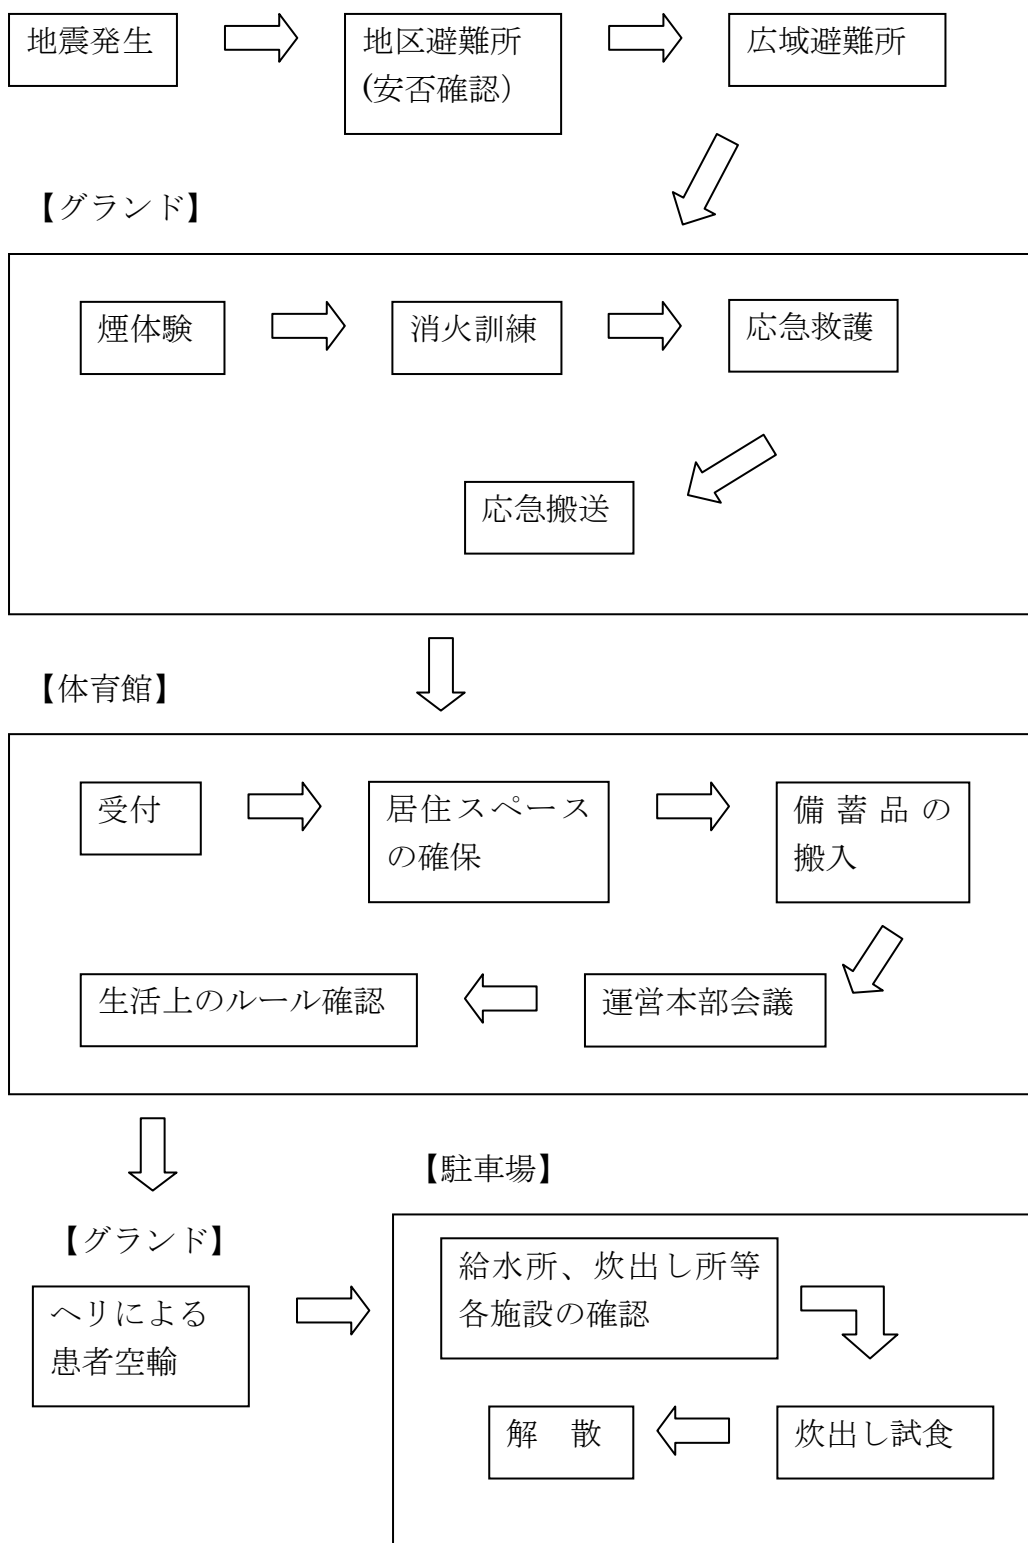 地震発生
地区避難所
(安否確認）
広域避難所
【グランド】
煙体験
消火訓練
応急救護
応急搬送
【体育館】
受付
居住スペース
の確保
備蓄品の
搬入
運営本部会議
生活上のルール確認
【グランド】
ヘリによる
患者空輸
【駐車場】
給水所、炊出し所等
各施設の確認
炊出し試食
解　散